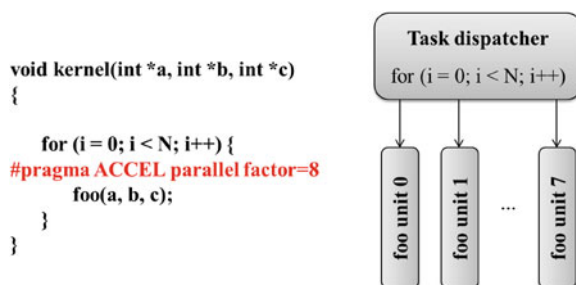 void kernel(int *a, int *b, int *c)
{
for (i = 0; i < N; i++) {
#pragma ACCEL parallel factor=8
foo(a, b, c);
}
}
Task dispatcher
for (i = 0; i < N; i++)
foo unit 0
foo unit 1
...
foo unit 7